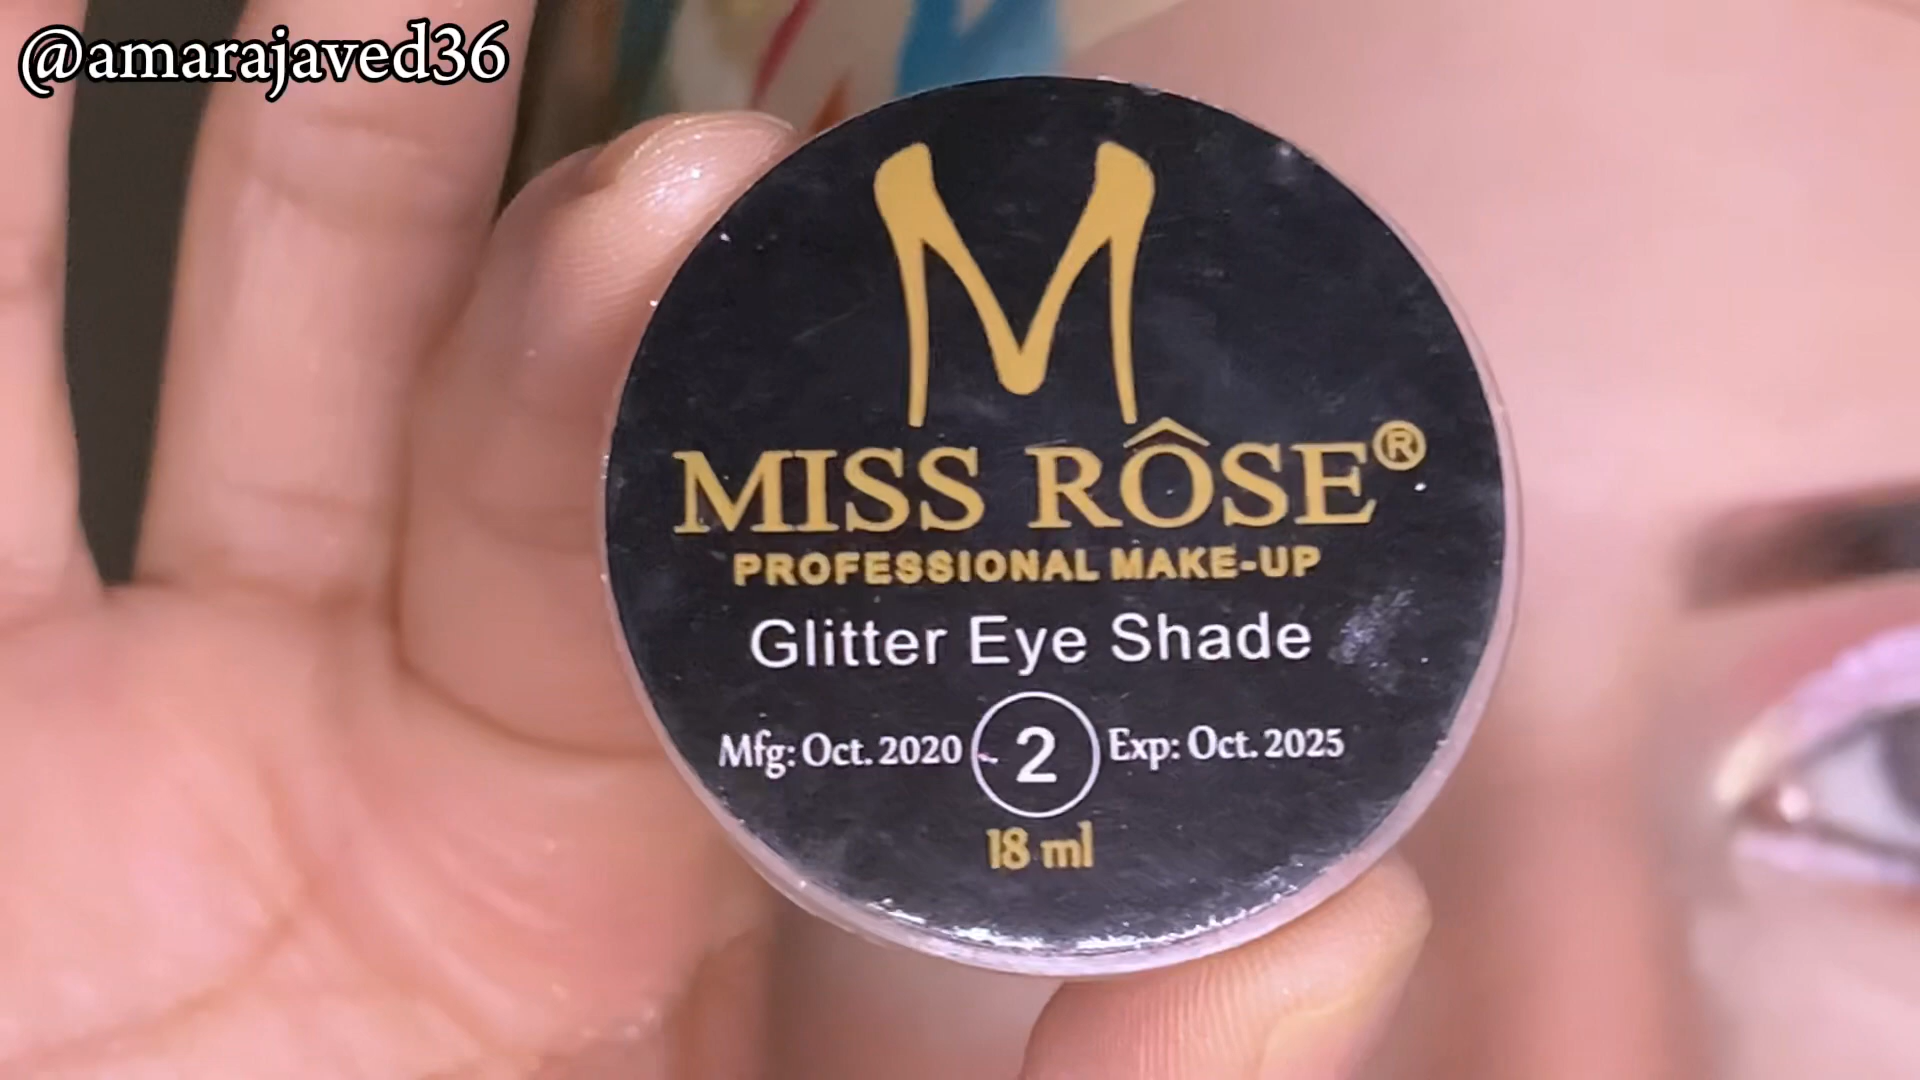 @amarajaved36
M
MISS RÔSE®
PROFESSIONAL MAKE-UP
Glitter Eye Shade
Mfg: Oct. 2020 2 Exp: Oct. 2025
18 ml